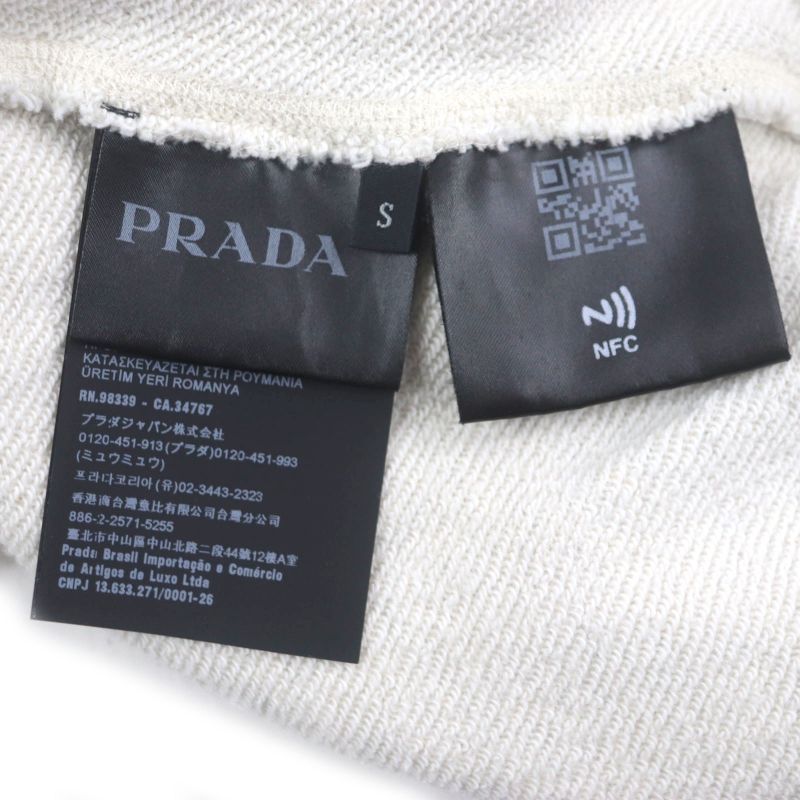 PRADA
S
ΚΑΤΑΣΚΕΥΑΖΕΤΑΙ ΣΤΗ ΡΟΥΜΑΝΙΑ
ÜRETİM YERİ ROMANYA
RN.98339 - CA.34767
プラダジャパン株式会社
0120-451-913 (プラダ)0120-451-993
(ミュウミュウ)
프라다코리아 (유)02-3443-2323
香港商台灣意比有限公司台灣分公司
886-2-2571-5255
臺北市中山區中山北路二段44號12樓A室
Prada Brasil Importação e Comércio
de Artigos de Luxo Ltda
CNPJ 13.633.271/0001-26
NFC